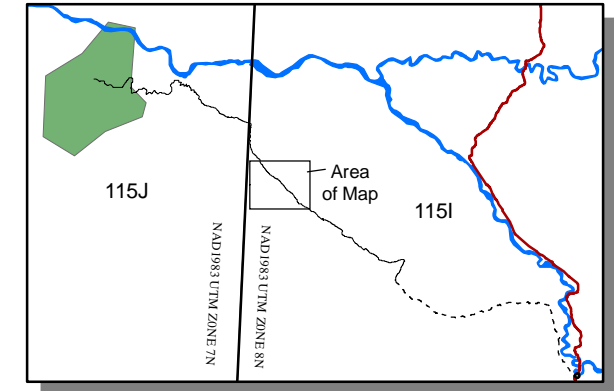 Area
of Map
115J
115I
NAD1983 UTM ZONE 7N
NAD1983 UTM ZONE 8N